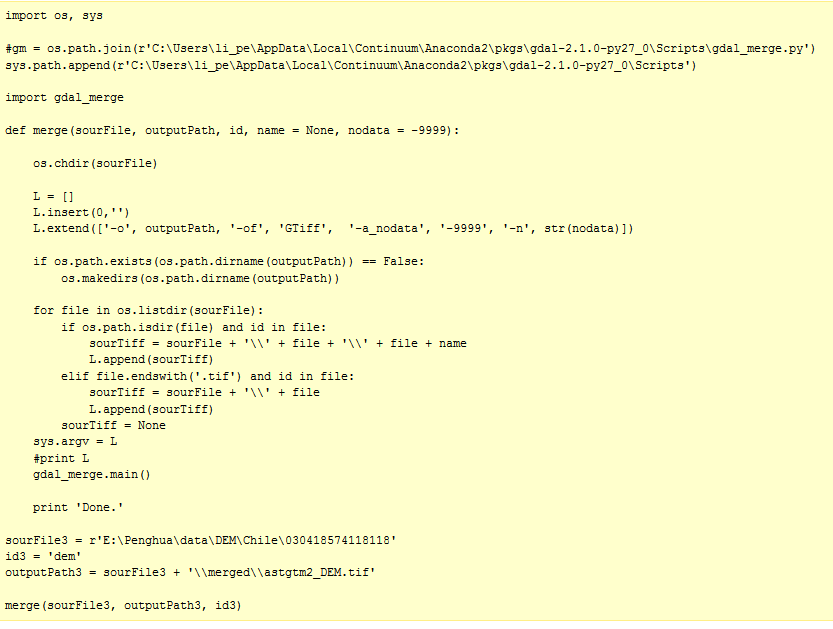 import os, sys
#gm = os.path.join(r'C:\Users\li_pe\AppData\Local\Continuum\Anaconda2\pkgs\gdal-2.1.0-py27_0\Scripts\gdal_merge.py')
sys.path.append(r'C:\Users\li_pe\AppData\Local\Continuum\Anaconda2\pkgs\gdal-2.1.0-py27_0\Scripts')
import gdal_merge
def merge(sourFile, outputPath, id, name = None, nodata = -9999):
    os.chdir(sourFile)
    L = []
    L.insert(0,'')
    L.extend(['-o', outputPath, '-of', 'GTiff',  '-a_nodata', '-9999', '-n', str(nodata)])
    if os.path.exists(os.path.dirname(outputPath)) == False:
        os.makedirs(os.path.dirname(outputPath))
    for file in os.listdir(sourFile):
        if os.path.isdir(file) and id in file:
            sourTiff = sourFile + '\\' + file + '\\' + file + name
            L.append(sourTiff)
        elif file.endswith('.tif') and id in file:
            sourTiff = sourFile + '\\' + file
            L.append(sourTiff)
        sourTiff = None
    sys.argv = L
    #print L
    gdal_merge.main()
    print 'Done.'
sourFile3 = r'E:\Penghua\data\DEM\Chile\030418574118118'
id3 = 'dem'
outputPath3 = sourFile3 + '\\merged\\astgtm2_DEM.tif'
merge(sourFile3, outputPath3, id3)